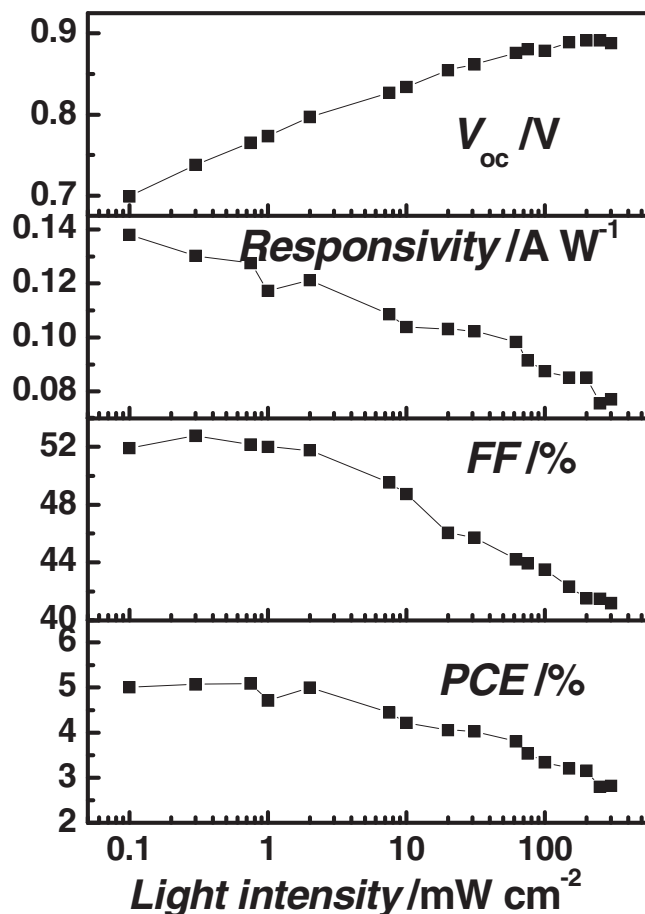 0.9
0.8
0.7
V_oc /V
0.14
0.12
0.10
0.08
Responsivity /A W⁻¹
52
48
44
40
FF /%
6
5
4
3
2
PCE /%
0.1 1 10 100
Light intensity /mW cm⁻²